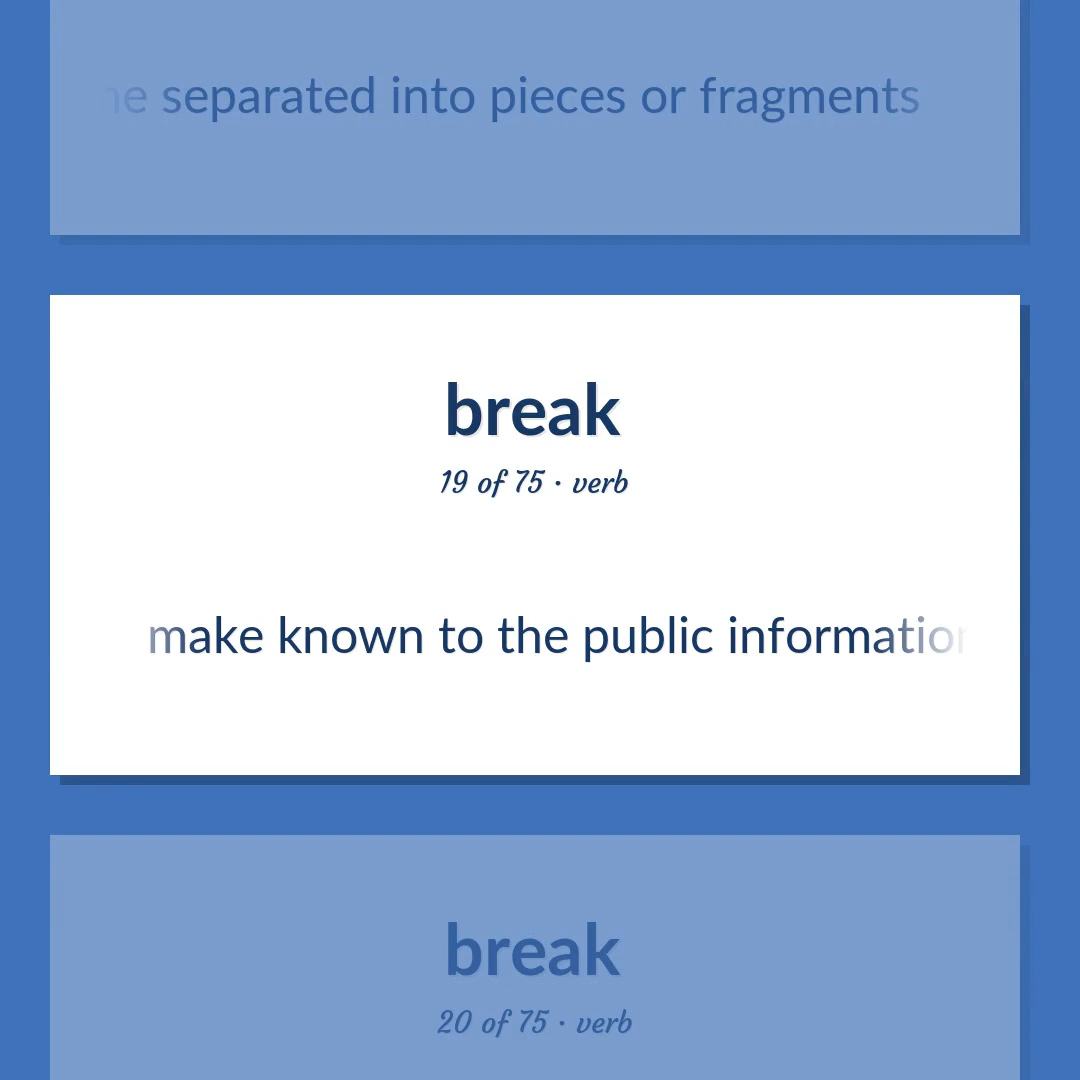 separated into pieces or fragments
break
19 of 75 · verb
make known to the public information
break
20 of 75 · verb